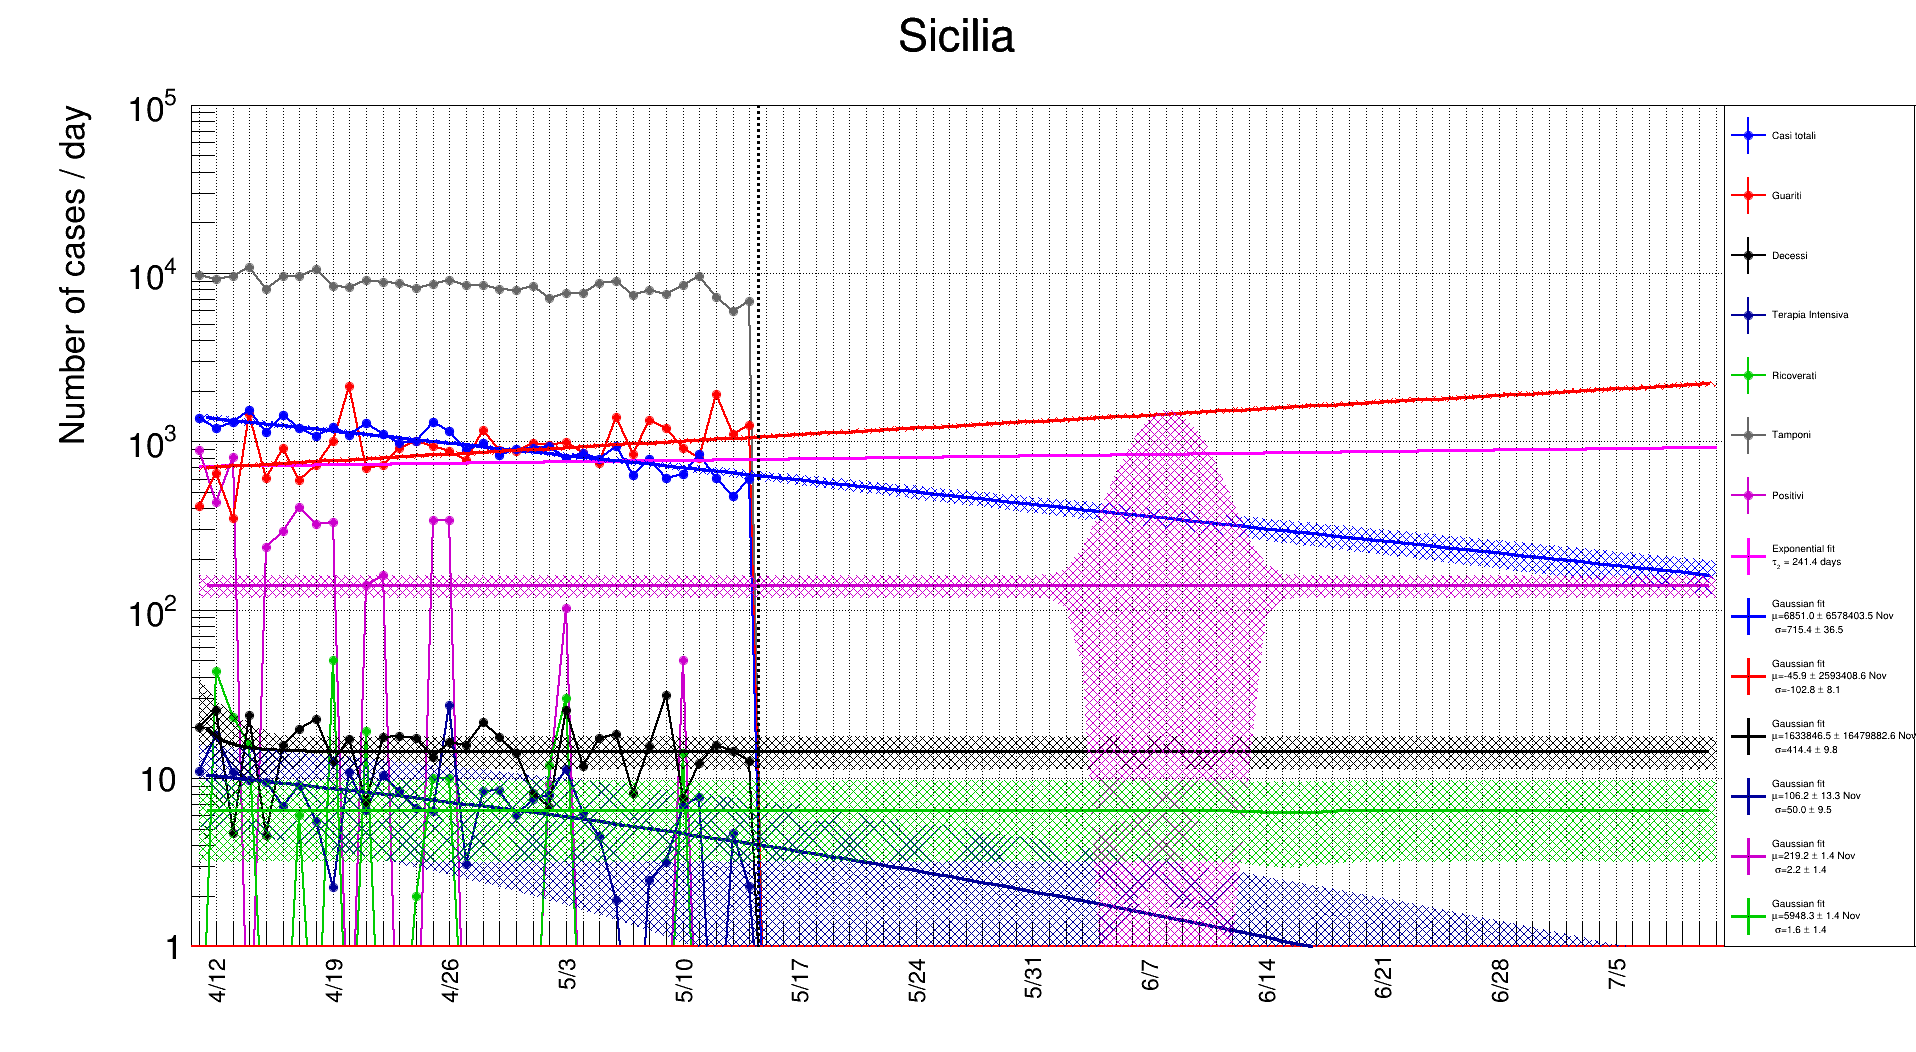 Sicilia
Number of cases / day
10^5
10^4
10^3
10^2
10
1
4/12
4/19
4/26
5/3
5/10
5/17
5/24
5/31
6/7
6/14
6/21
6/28
7/5
Casi totali
Guariti
Decessi
Terapia Intensiva
Ricoverati
Tamponi
Positivi
Exponential fit
τ₂ = 241.4 days
Gaussian fit
μ=6851.0 ± 6578403.5 Nov
σ=715.4 ± 36.5
Gaussian fit
μ=-45.9 ± 2593408.6 Nov
σ=-102.8 ± 8.1
Gaussian fit
μ=1633846.5 ± 16479882.6 Nov
σ=414.4 ± 9.8
Gaussian fit
μ=106.2 ± 13.3 Nov
σ=50.0 ± 9.5
Gaussian fit
μ=219.2 ± 1.4 Nov
σ=2.2 ± 1.4
Gaussian fit
μ=5948.3 ± 1.4 Nov
σ=1.6 ± 1.4